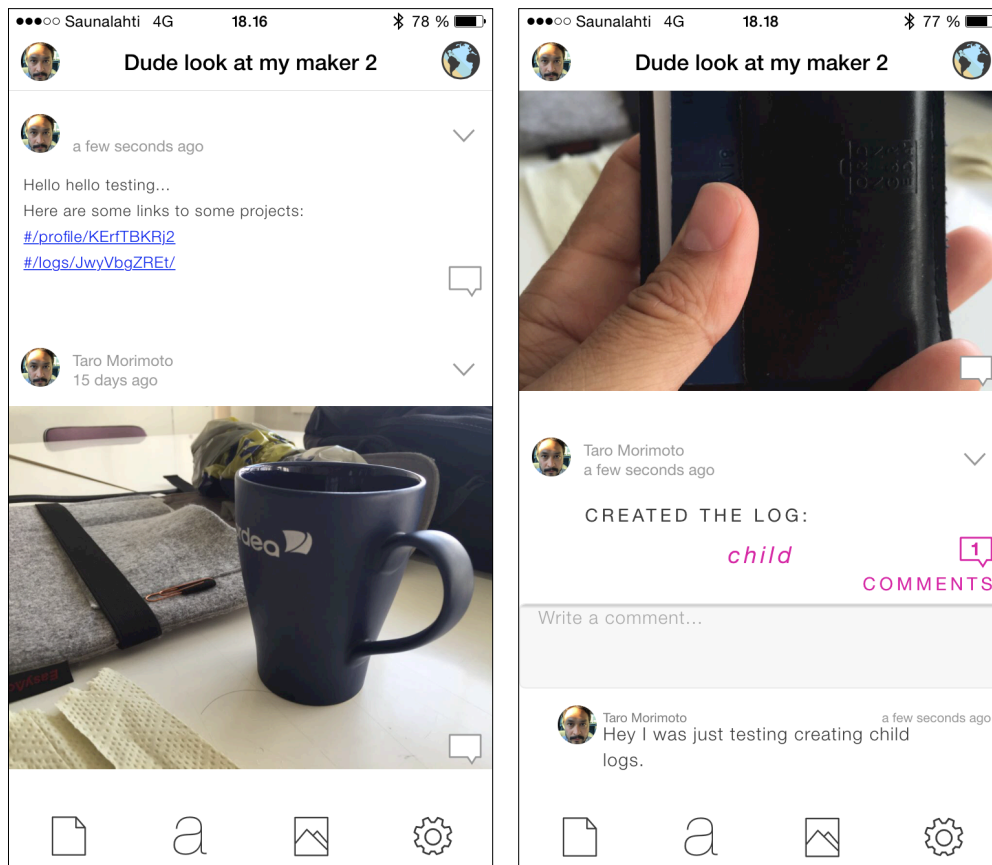 Saunalahti 4G 18.16 78 %
Dude look at my maker 2
a few seconds ago
Hello hello testing...
Here are some links to some projects:
#/profile/KErfTBKRj2
#/logs/JwyVbgZREt/
Taro Morimoto
15 days ago
dea
a
Saunalahti 4G 18.18 77 %
Dude look at my maker 2
Taro Morimoto
a few seconds ago
CREATED THE LOG:
child
1
COMMENTS
Write a comment...
Taro Morimoto a few seconds ago
Hey I was just testing creating child
logs.
a